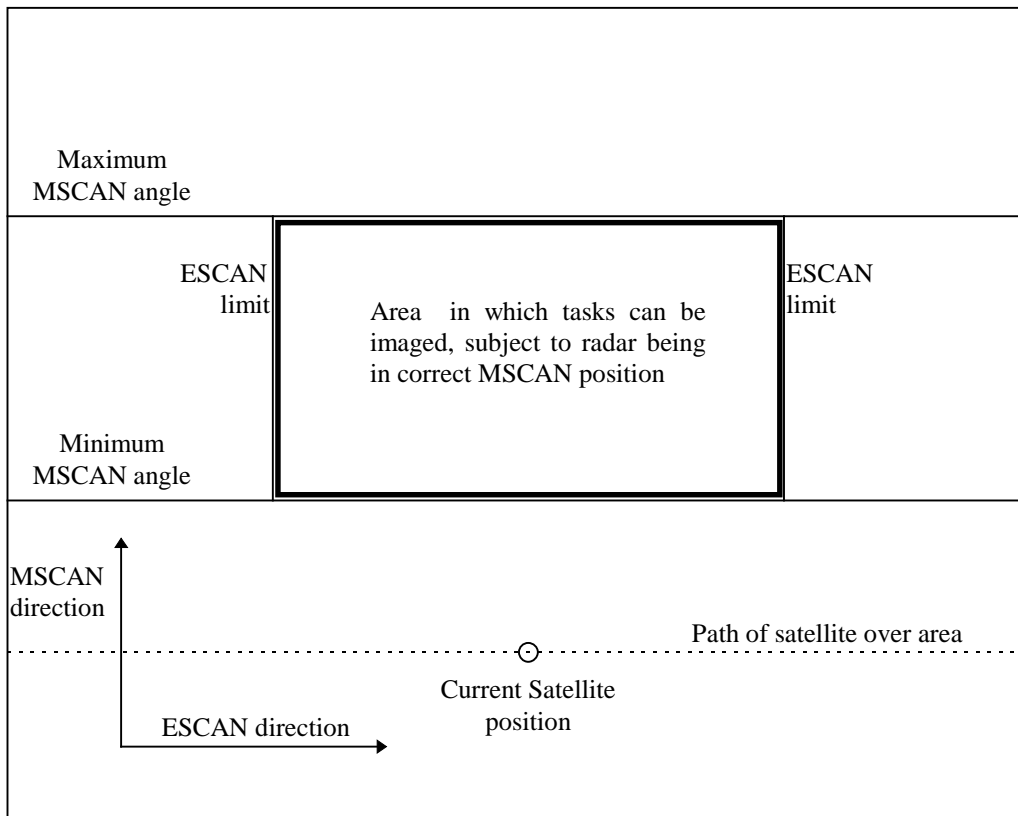 Maximum
MSCAN angle
ESCAN
limit
ESCAN
limit
Area in which tasks can be
imaged, subject to radar being
in correct MSCAN position
Minimum
MSCAN angle
MSCAN
direction
Path of satellite over area
Current Satellite
position
ESCAN direction